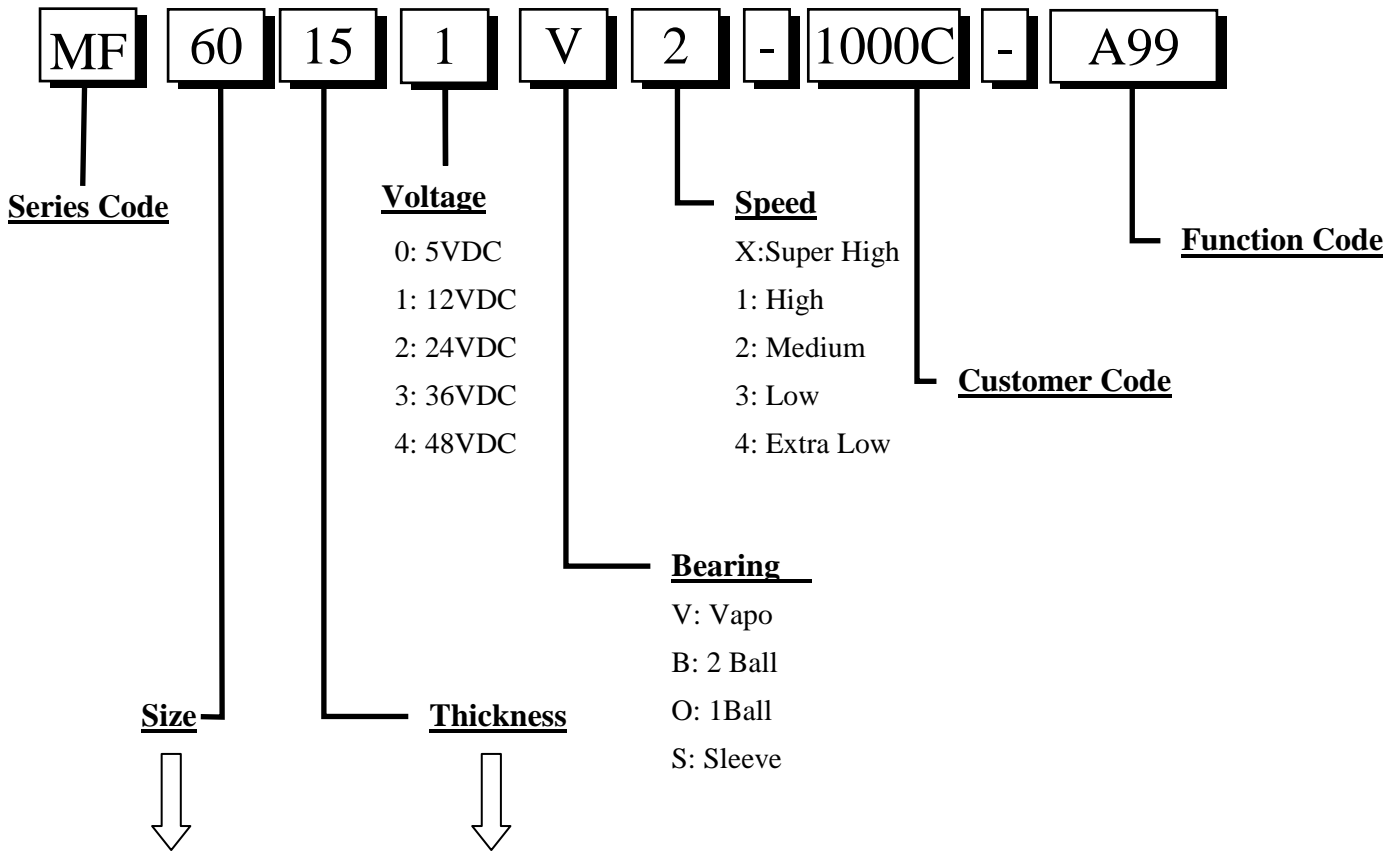 MF 60 15 1 V 2 - 1000C - A99
Series Code
Voltage
0: 5VDC
1: 12VDC
2: 24VDC
3: 36VDC
4: 48VDC
Speed
X:Super High
1: High
2: Medium
3: Low
4: Extra Low
Function Code
Customer Code
Bearing
V: Vapo
B: 2 Ball
O: 1Ball
S: Sleeve
Size
Thickness